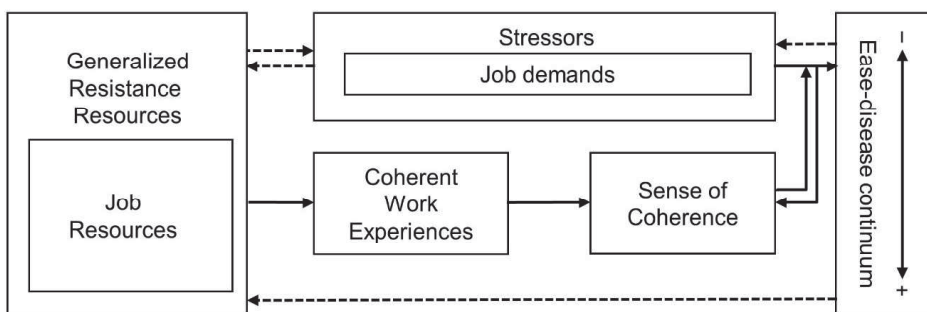 Generalized
Resistance
Resources
Job
Resources
Stressors
Job demands
Coherent
Work
Experiences
Sense of
Coherence
Ease-disease continuum
–
+